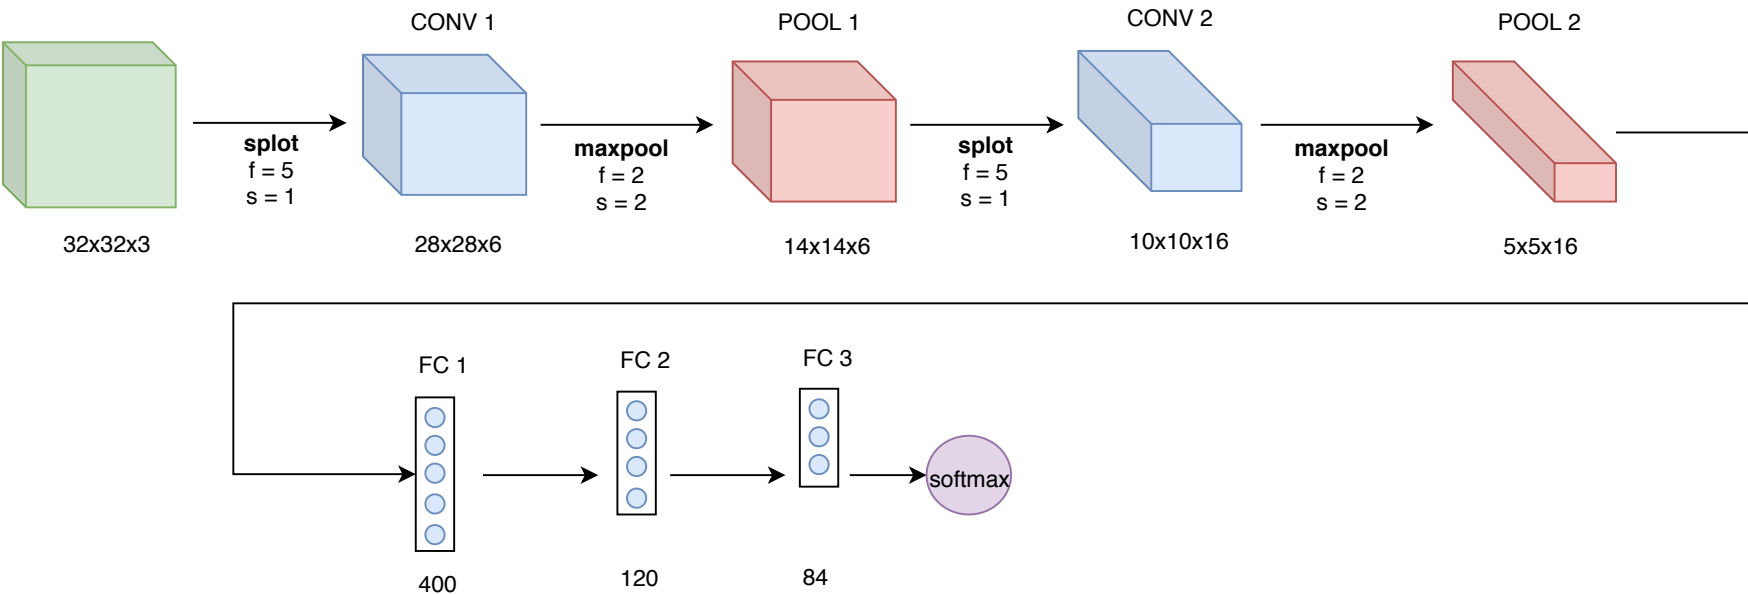 CONV 1
POOL 1
CONV 2
POOL 2
splot
f = 5
s = 1
maxpool
f = 2
s = 2
splot
f = 5
s = 1
maxpool
f = 2
s = 2
32x32x3
28x28x6
14x14x6
10x10x16
5x5x16
FC 1
FC 2
FC 3
softmax
400
120
84